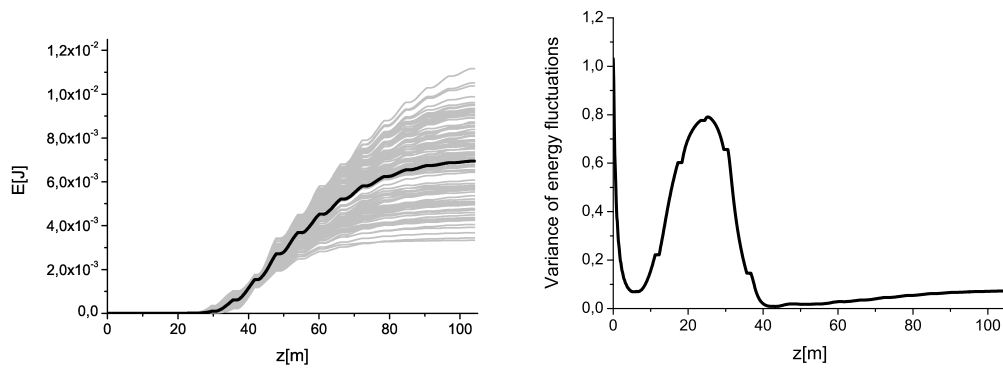 1,2x10-2
1,0x10-2
8,0x10-3
6,0x10-3
4,0x10-3
2,0x10-3
0,0
E[J]
0 20 40 60 80 100
z[m]
1,2
1,0
0,8
0,6
0,4
0,2
0,0
Variance of energy fluctuations
0 20 40 60 80 100
z[m]